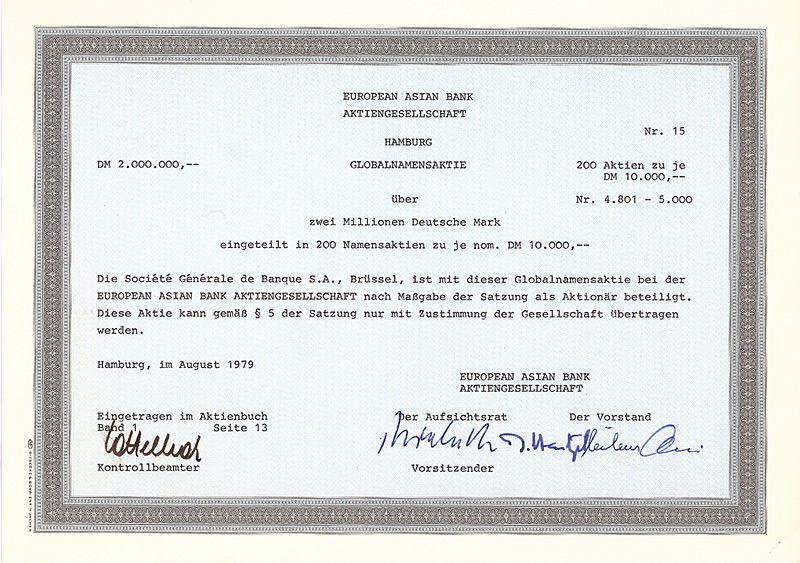 EUROPEAN ASIAN BANK
AKTIENGESELLSCHAFT
Nr. 15
HAMBURG
DM 2.000.000,-- GLOBALNAMENSAKTIE 200 Aktien zu je
DM 10.000,--
über Nr. 4.801 - 5.000
zwei Millionen Deutsche Mark
eingeteilt in 200 Namensaktien zu je nom. DM 10.000,--
Die Société Générale de Banque S.A., Brüssel, ist mit dieser Globalnamensaktie bei der
EUROPEAN ASIAN BANK AKTIENGESELLSCHAFT nach Maßgabe der Satzung als Aktionär beteiligt.
Diese Aktie kann gemäß § 5 der Satzung nur mit Zustimmung der Gesellschaft übertragen
werden.
Hamburg, im August 1979
EUROPEAN ASIAN BANK
AKTIENGESELLSCHAFT
Eingetragen im Aktienbuch Der Aufsichtsrat Der Vorstand
Band 1 Seite 13
Kontrollbeamter Vorsitzender